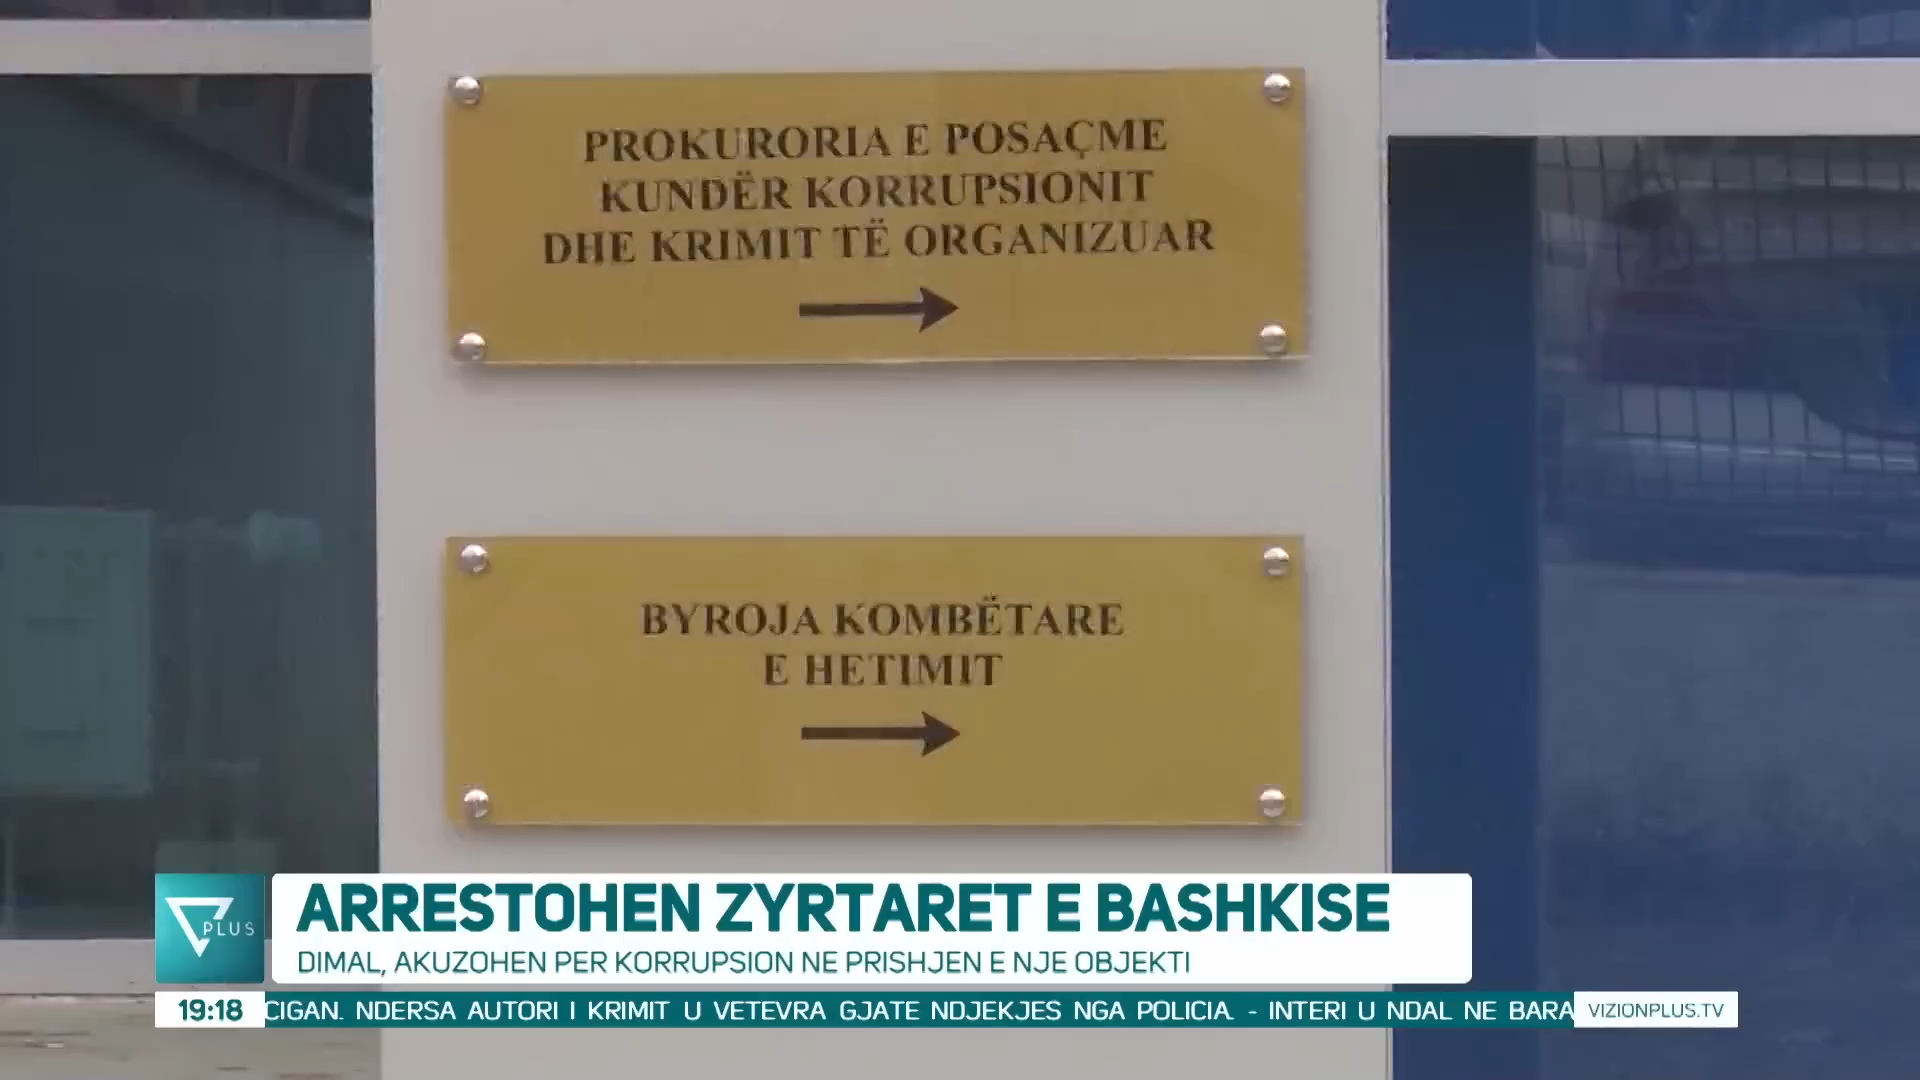 PROKURORIA E POSAÇME
KUNDËR KORRUPSIONIT
DHE KRIMIT TË ORGANIZUAR
BYROJA KOMBËTARE
E HETIMIT
PLUS
ARRESTOHEN ZYRTARET E BASHKISE
DIMAL, AKUZOHEN PER KORRUPSION NE PRISHJEN E NJE OBJEKTI
19:18 CIGAN. NDERSA AUTORI I KRIMIT U VETEVRA GJATE NDJEKJES NGA POLICIA. - INTERI U NDAL NE BARA VIZIONPLUS.TV